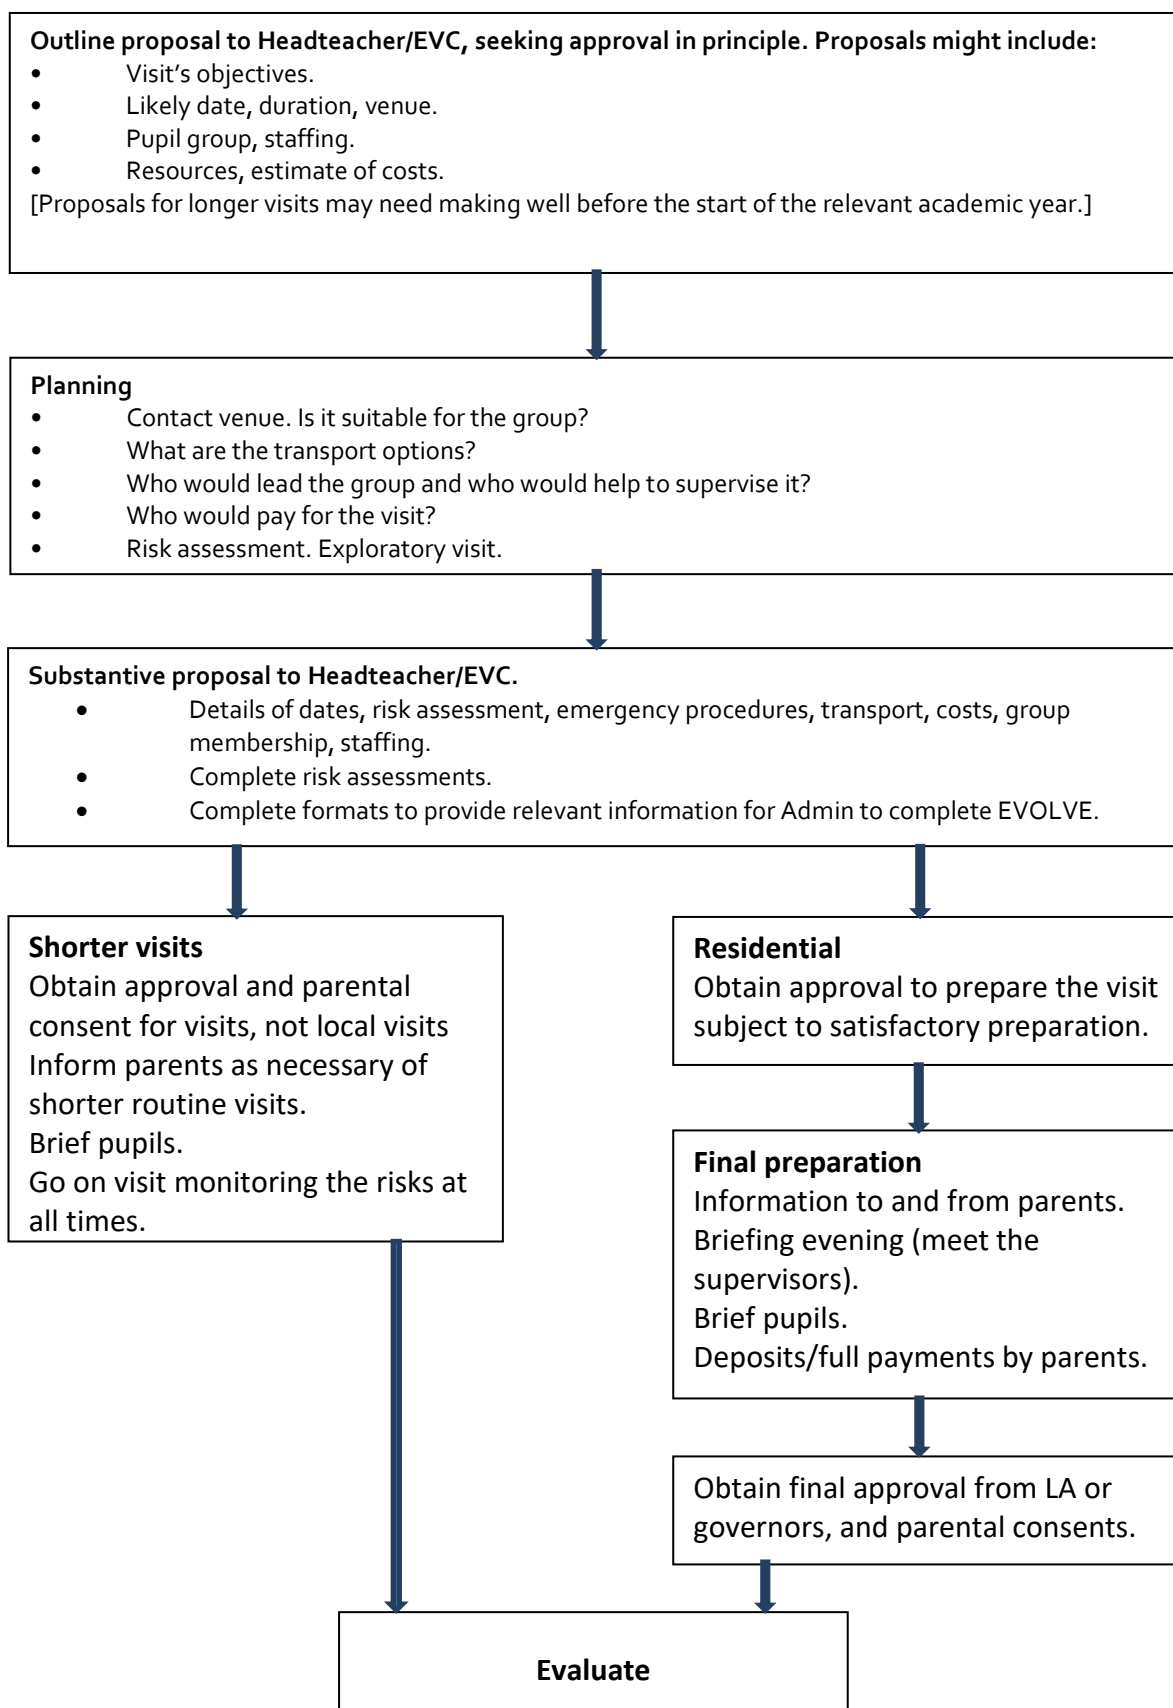 Outline proposal to Headteacher/EVC, seeking approval in principle. Proposals might include:
• Visit's objectives.
• Likely date, duration, venue.
• Pupil group, staffing.
• Resources, estimate of costs.
[Proposals for longer visits may need making well before the start of the relevant academic year.]
Planning
• Contact venue. Is it suitable for the group?
• What are the transport options?
• Who would lead the group and who would help to supervise it?
• Who would pay for the visit?
• Risk assessment. Exploratory visit.
Substantive proposal to Headteacher/EVC.
• Details of dates, risk assessment, emergency procedures, transport, costs, group
membership, staffing.
• Complete risk assessments.
• Complete formats to provide relevant information for Admin to complete EVOLVE.
Shorter visits
Obtain approval and parental
consent for visits, not local visits
Inform parents as necessary of
shorter routine visits.
Brief pupils.
Go on visit monitoring the risks at
all times.
Residential
Obtain approval to prepare the visit
subject to satisfactory preparation.
Final preparation
Information to and from parents.
Briefing evening (meet the
supervisors).
Brief pupils.
Deposits/full payments by parents.
Obtain final approval from LA or
governors, and parental consents.
Evaluate